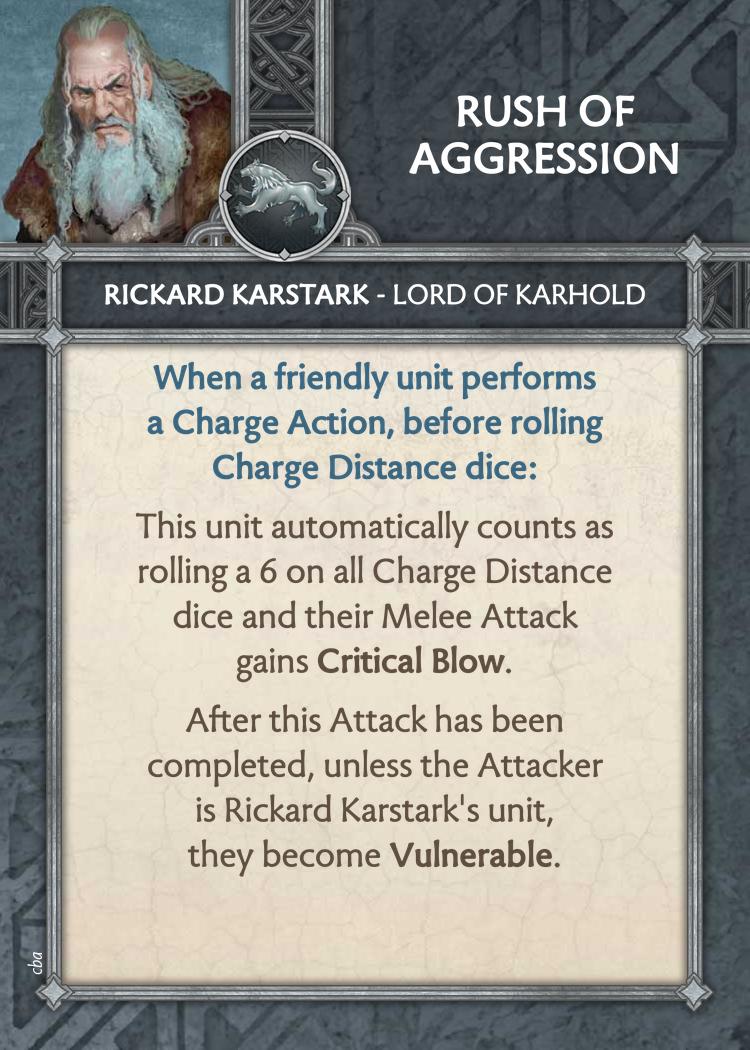 RUSH OF
AGGRESSION
RICKARD KARSTARK - LORD OF KARHOLD
When a friendly unit performs
a Charge Action, before rolling
Charge Distance dice:
This unit automatically counts as
rolling a 6 on all Charge Distance
dice and their Melee Attack
gains Critical Blow.
After this Attack has been
completed, unless the Attacker
is Rickard Karstark's unit,
they become Vulnerable.
cba